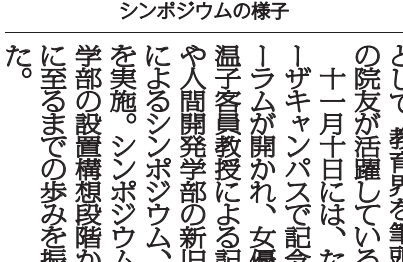 シンポジウムの様子
として、教育界を筆頭
の院友が活躍している
十一月十日には、た
ーザキャンパスで記念
ーラムが開かれ、女優
温子客員教授による記
や人間開発学部の新旧
によるシンポジウム、
を実施。シンポジウム
学部の設置構想段階か
に至るまでの歩みを振
た。